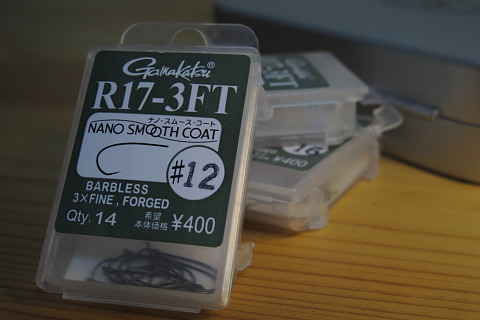 Gamakatsu®
R17-3FT
ナノ・スムース・コート
NANO SMOOTH COAT
#12
BARBLESS
3×FINE, FORGED
Qty. 14
希望
本体価格
¥400
¥400